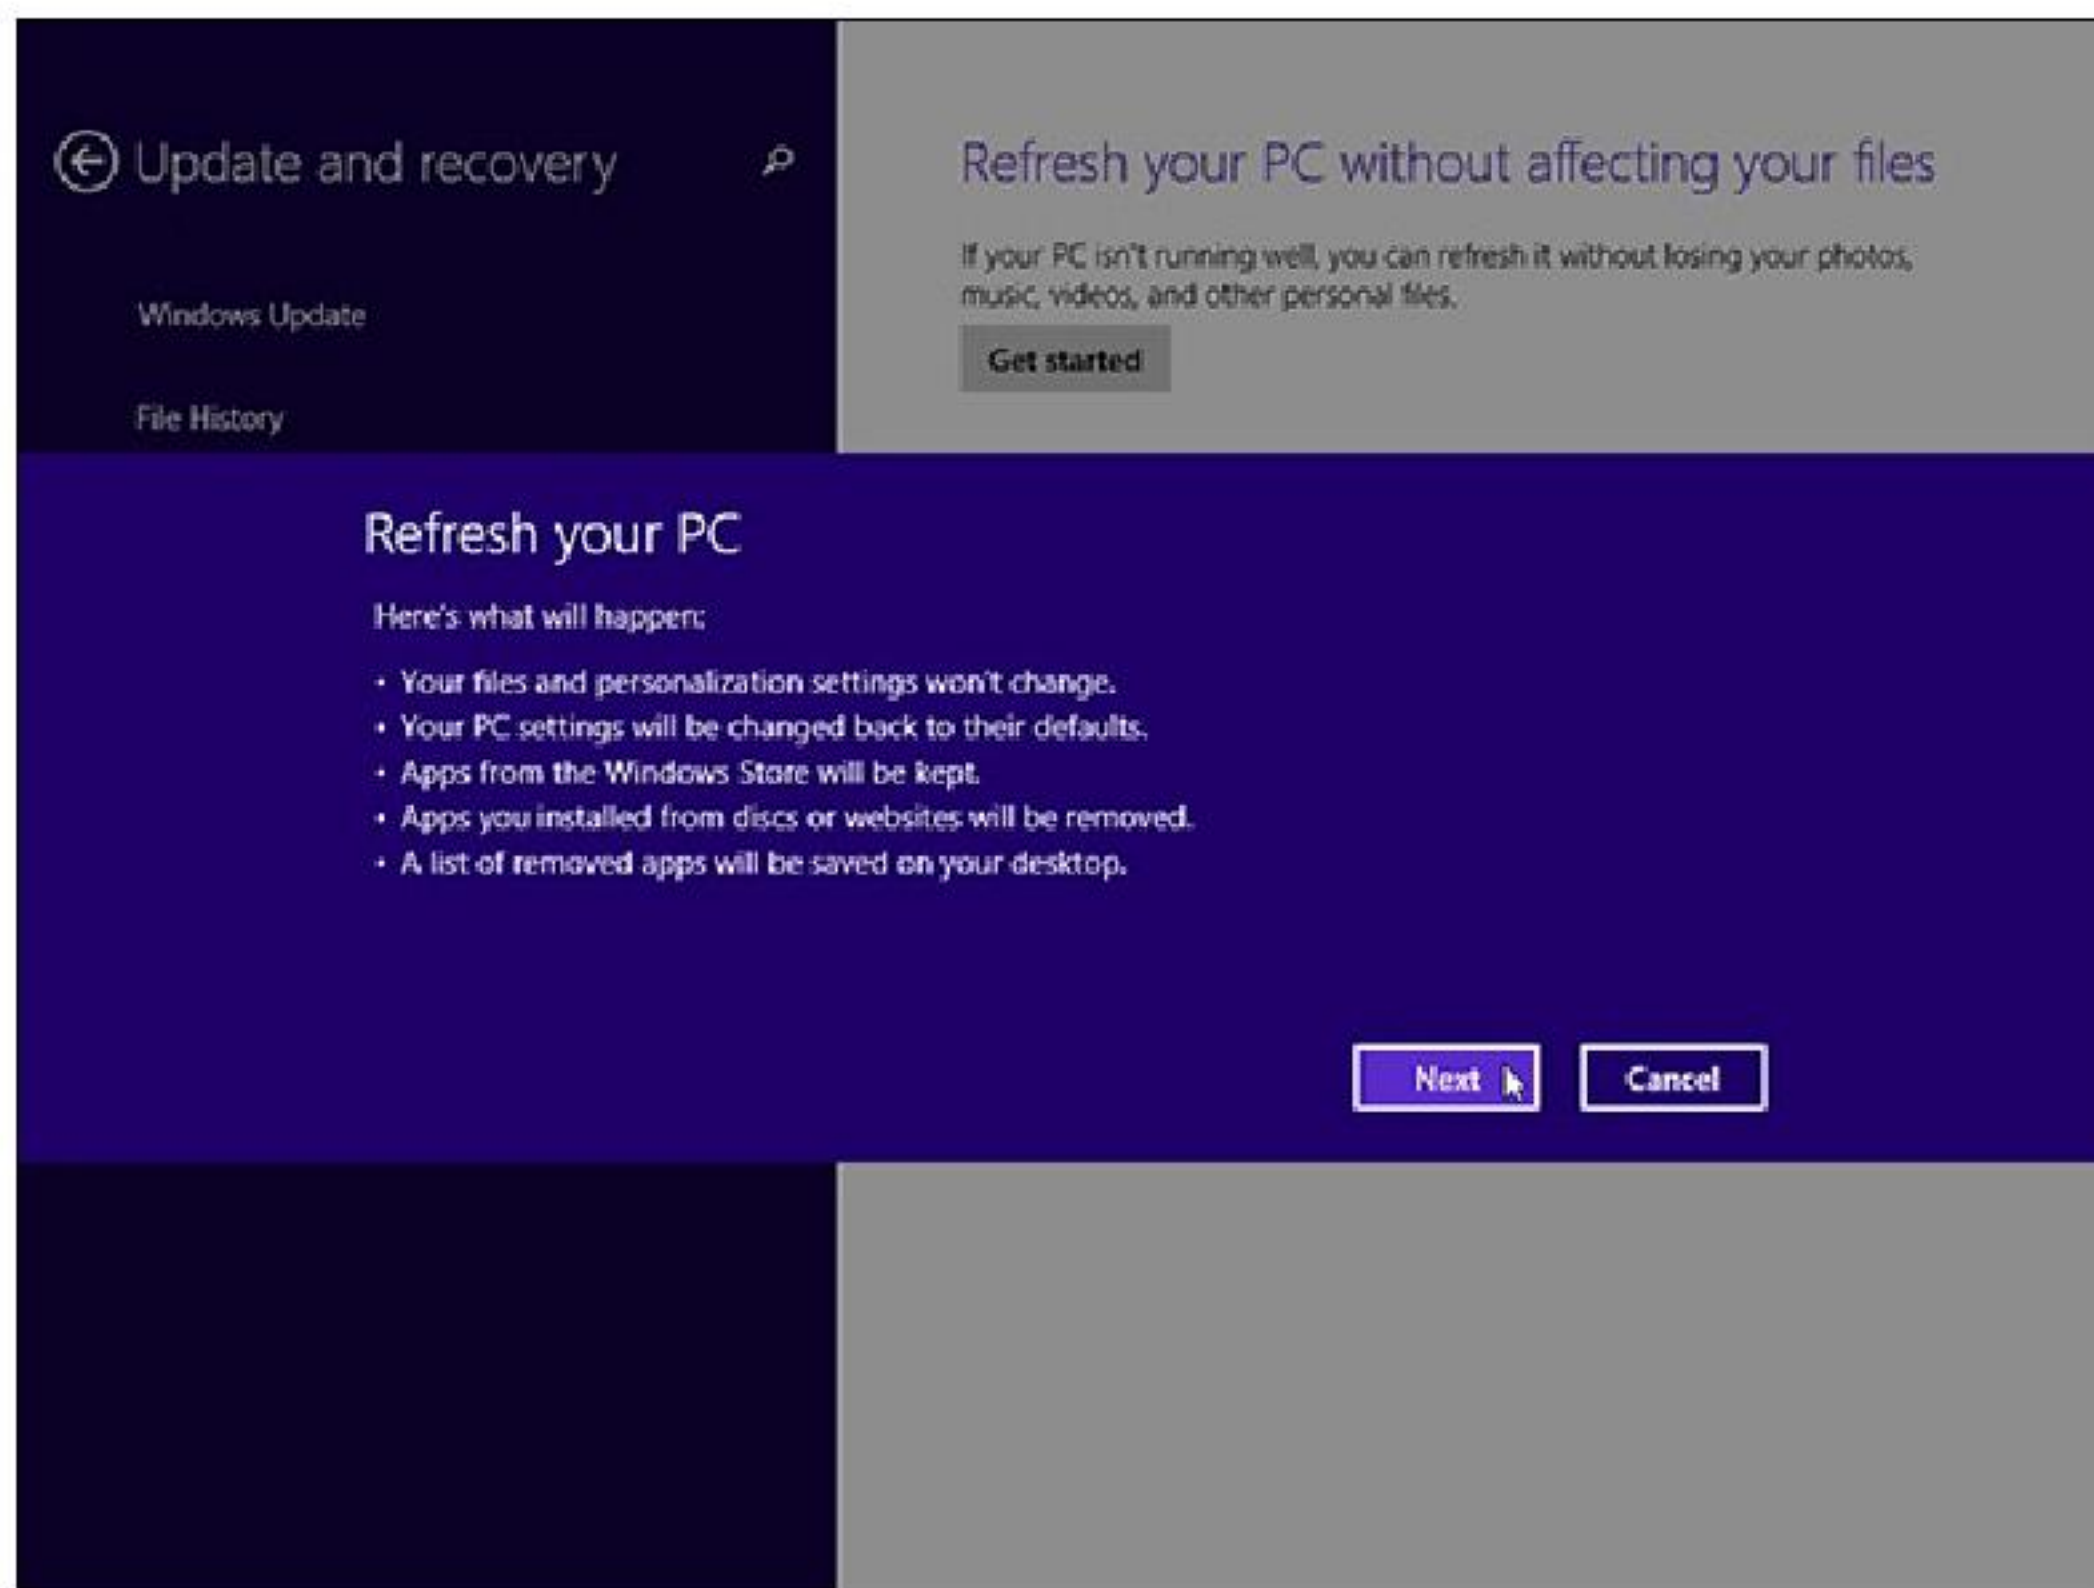 Update and recovery
Windows Update
File History
Refresh your PC without affecting your files
If your PC isn't running well, you can refresh it without losing your photos,
music, videos, and other personal files.
Get started
Refresh your PC
Here's what will happen:
• Your files and personalization settings won't change.
• Your PC settings will be changed back to their defaults.
• Apps from the Windows Store will be kept.
• Apps you installed from discs or websites will be removed.
• A list of removed apps will be saved on your desktop.
Next
Cancel